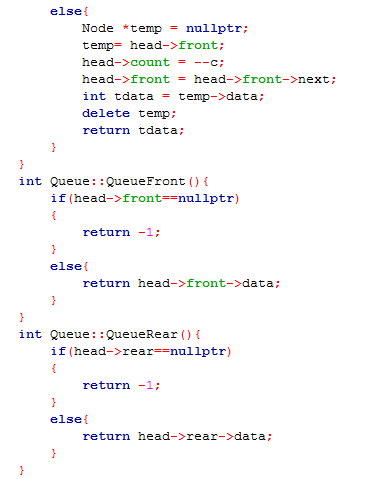 else{
        Node *temp = nullptr;
        temp= head->front;
        head->count = --c;
        head->front = head->front->next;
        int tdata = temp->data;
        delete temp;
        return tdata;
    }
}
int Queue::QueueFront(){
    if(head->front==nullptr)
    {
        return -1;
    }
    else{
        return head->front->data;
    }
}
int Queue::QueueRear(){
    if(head->rear==nullptr)
    {
        return -1;
    }
    else{
        return head->rear->data;
    }
}